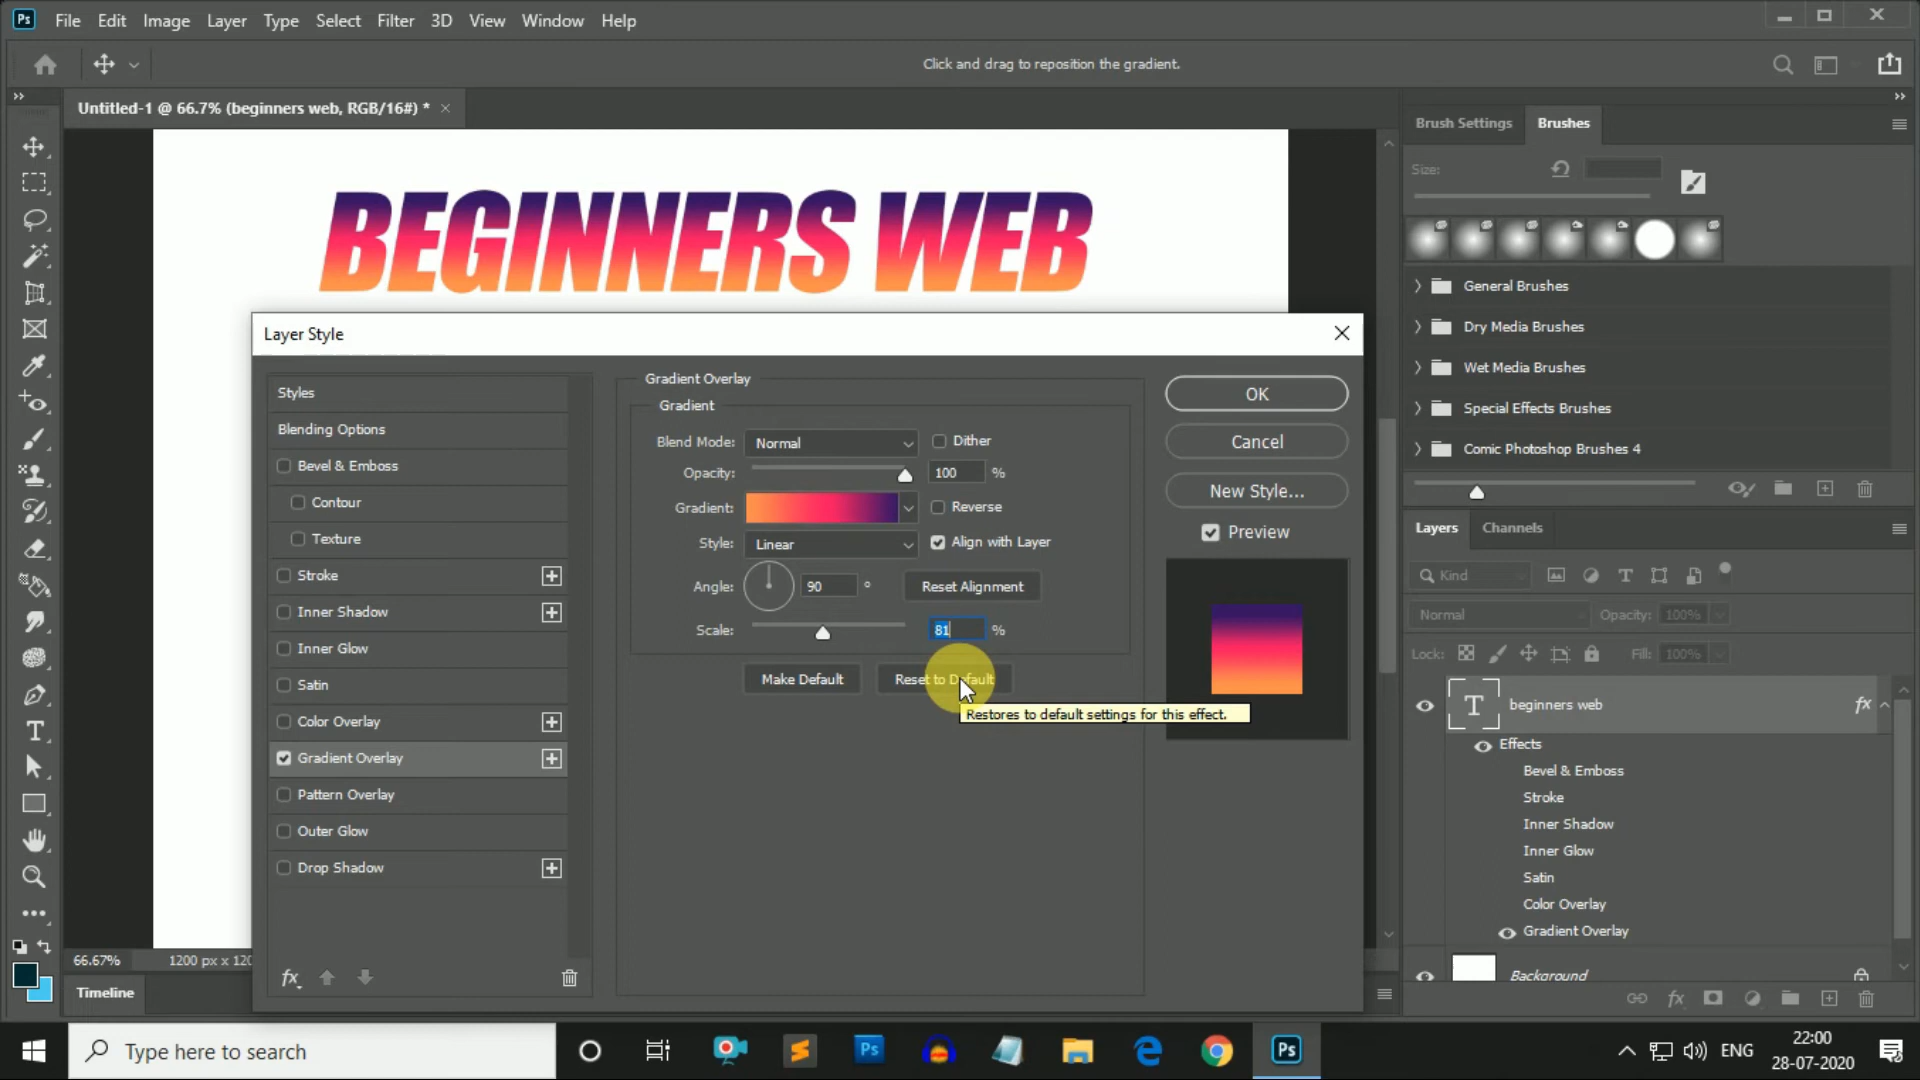 Ps File Edit Image Layer Type Select Filter 3D View Window Help
Click and drag to reposition the gradient.
Untitled-1 @ 66.7% (beginners web, RGB/16#) *
BEGINNERS WEB
Layer Style
Styles
Blending Options
Bevel & Emboss
Contour
Texture
Stroke
Inner Shadow
Inner Glow
Satin
Color Overlay
Gradient Overlay
Pattern Overlay
Outer Glow
Drop Shadow
fx
Gradient Overlay
Gradient
Blend Mode: Normal Dither
Opacity: 100 %
Gradient: Reverse
Style: Linear Align with Layer
Angle: 90 ° Reset Alignment
Scale: 81 %
Make Default Reset to Default
Restores to default settings for this effect.
OK
Cancel
New Style...
Preview
66.67% 1200 px x 120
Timeline
Brush Settings Brushes
Size:
General Brushes
Dry Media Brushes
Wet Media Brushes
Special Effects Brushes
Comic Photoshop Brushes 4
Layers Channels
Kind
Normal Opacity: 100%
Lock: Fill: 100%
T beginners web fx
Effects
Bevel & Emboss
Stroke
Inner Shadow
Inner Glow
Satin
Color Overlay
Gradient Overlay
Background
fx
Type here to search
Ps
Ps
ENG
22:00
28-07-2020